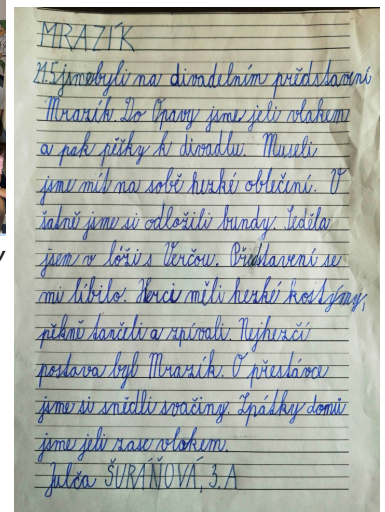 MRAZÍK
21.5 jsme byli na divadelním představení
Mrazík. Do Opavy jsme jeli vlakem
a pak pěšky k divadlu. Museli
jsme mít na sobě hezké oblečení. V
šatně jsme si odložili bundy. Seděla
jsem v lóži s Verčou. Představení se
mi líbilo. Herci měli hezké kostýmy,
pěkně tančeli a zpívali. Nejhezčí
postava byl Mrazík. O přestávce
jsme si snědli svačiny. Zpátky domů
jsme jeli zase vlakem.
Julča ŠURÁŇOVÁ, 3.A